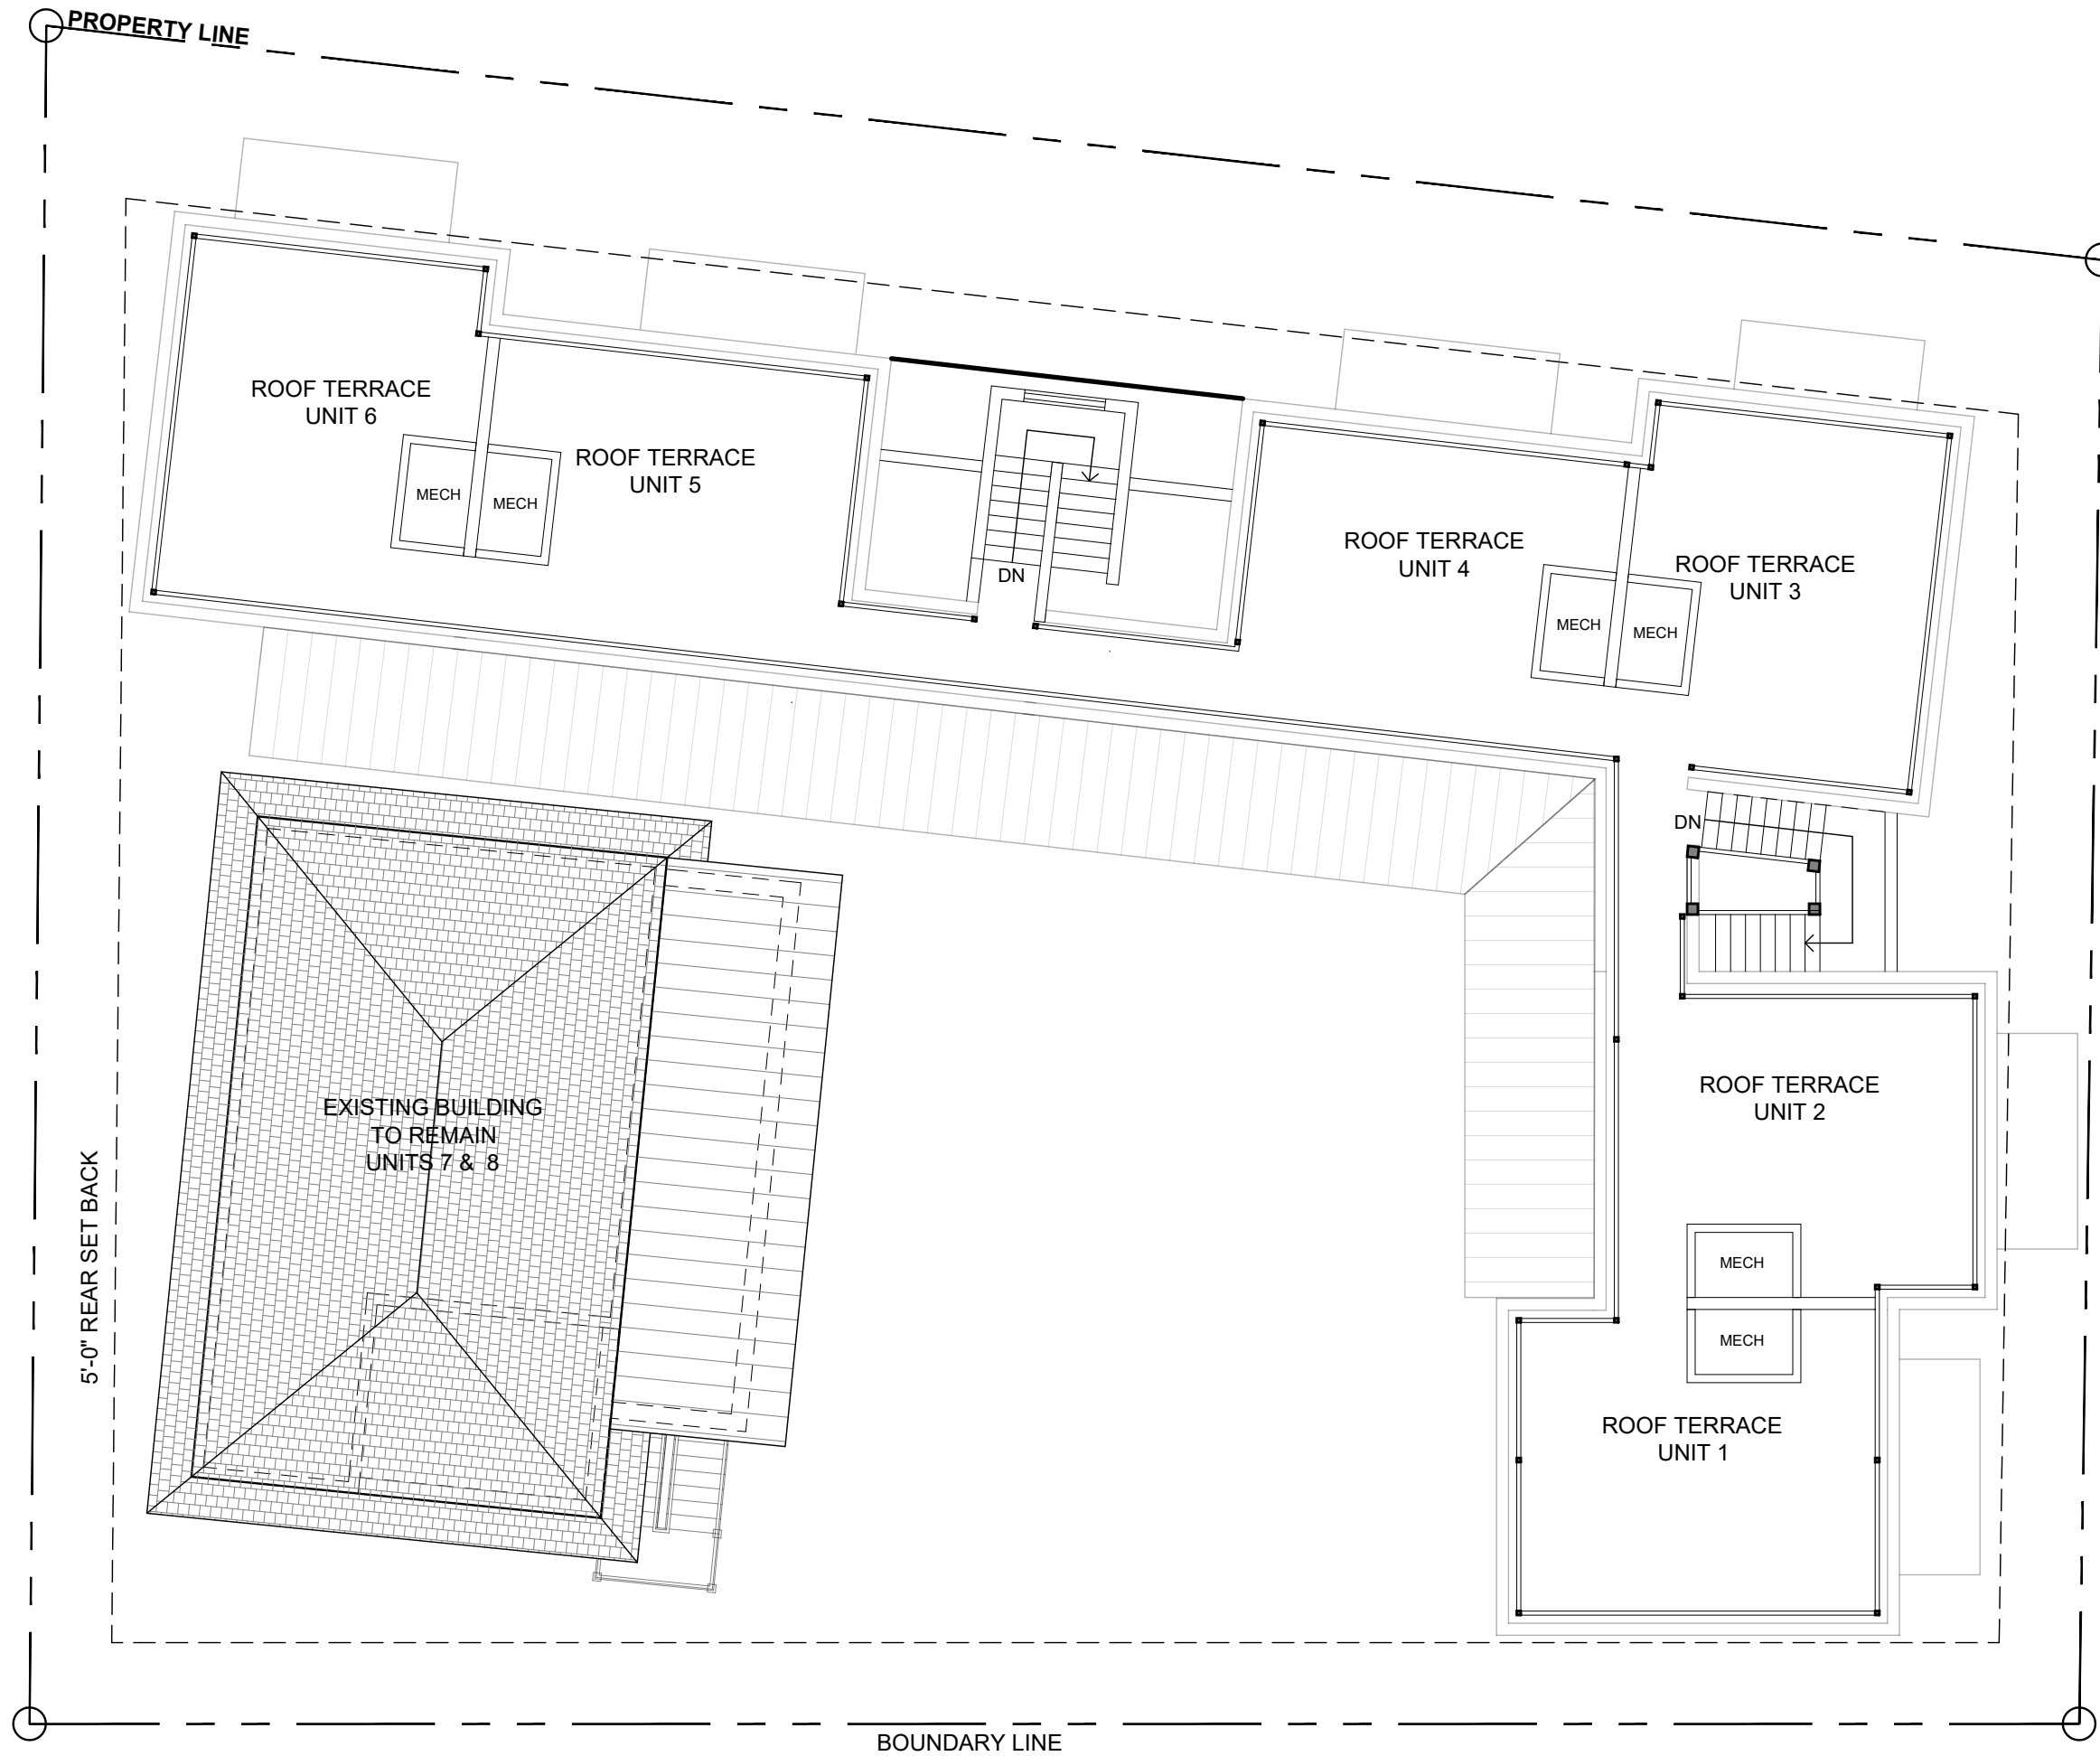 PROPERTY LINE
ROOF TERRACE
UNIT 6
ROOF TERRACE
UNIT 5
MECH
MECH
DN
ROOF TERRACE
UNIT 4
ROOF TERRACE
UNIT 3
MECH
MECH
DN
ROOF TERRACE
UNIT 2
EXISTING BUILDING
TO REMAIN
UNITS 7 & 8
5'-0" REAR SET BACK
MECH
MECH
ROOF TERRACE
UNIT 1
BOUNDARY LINE